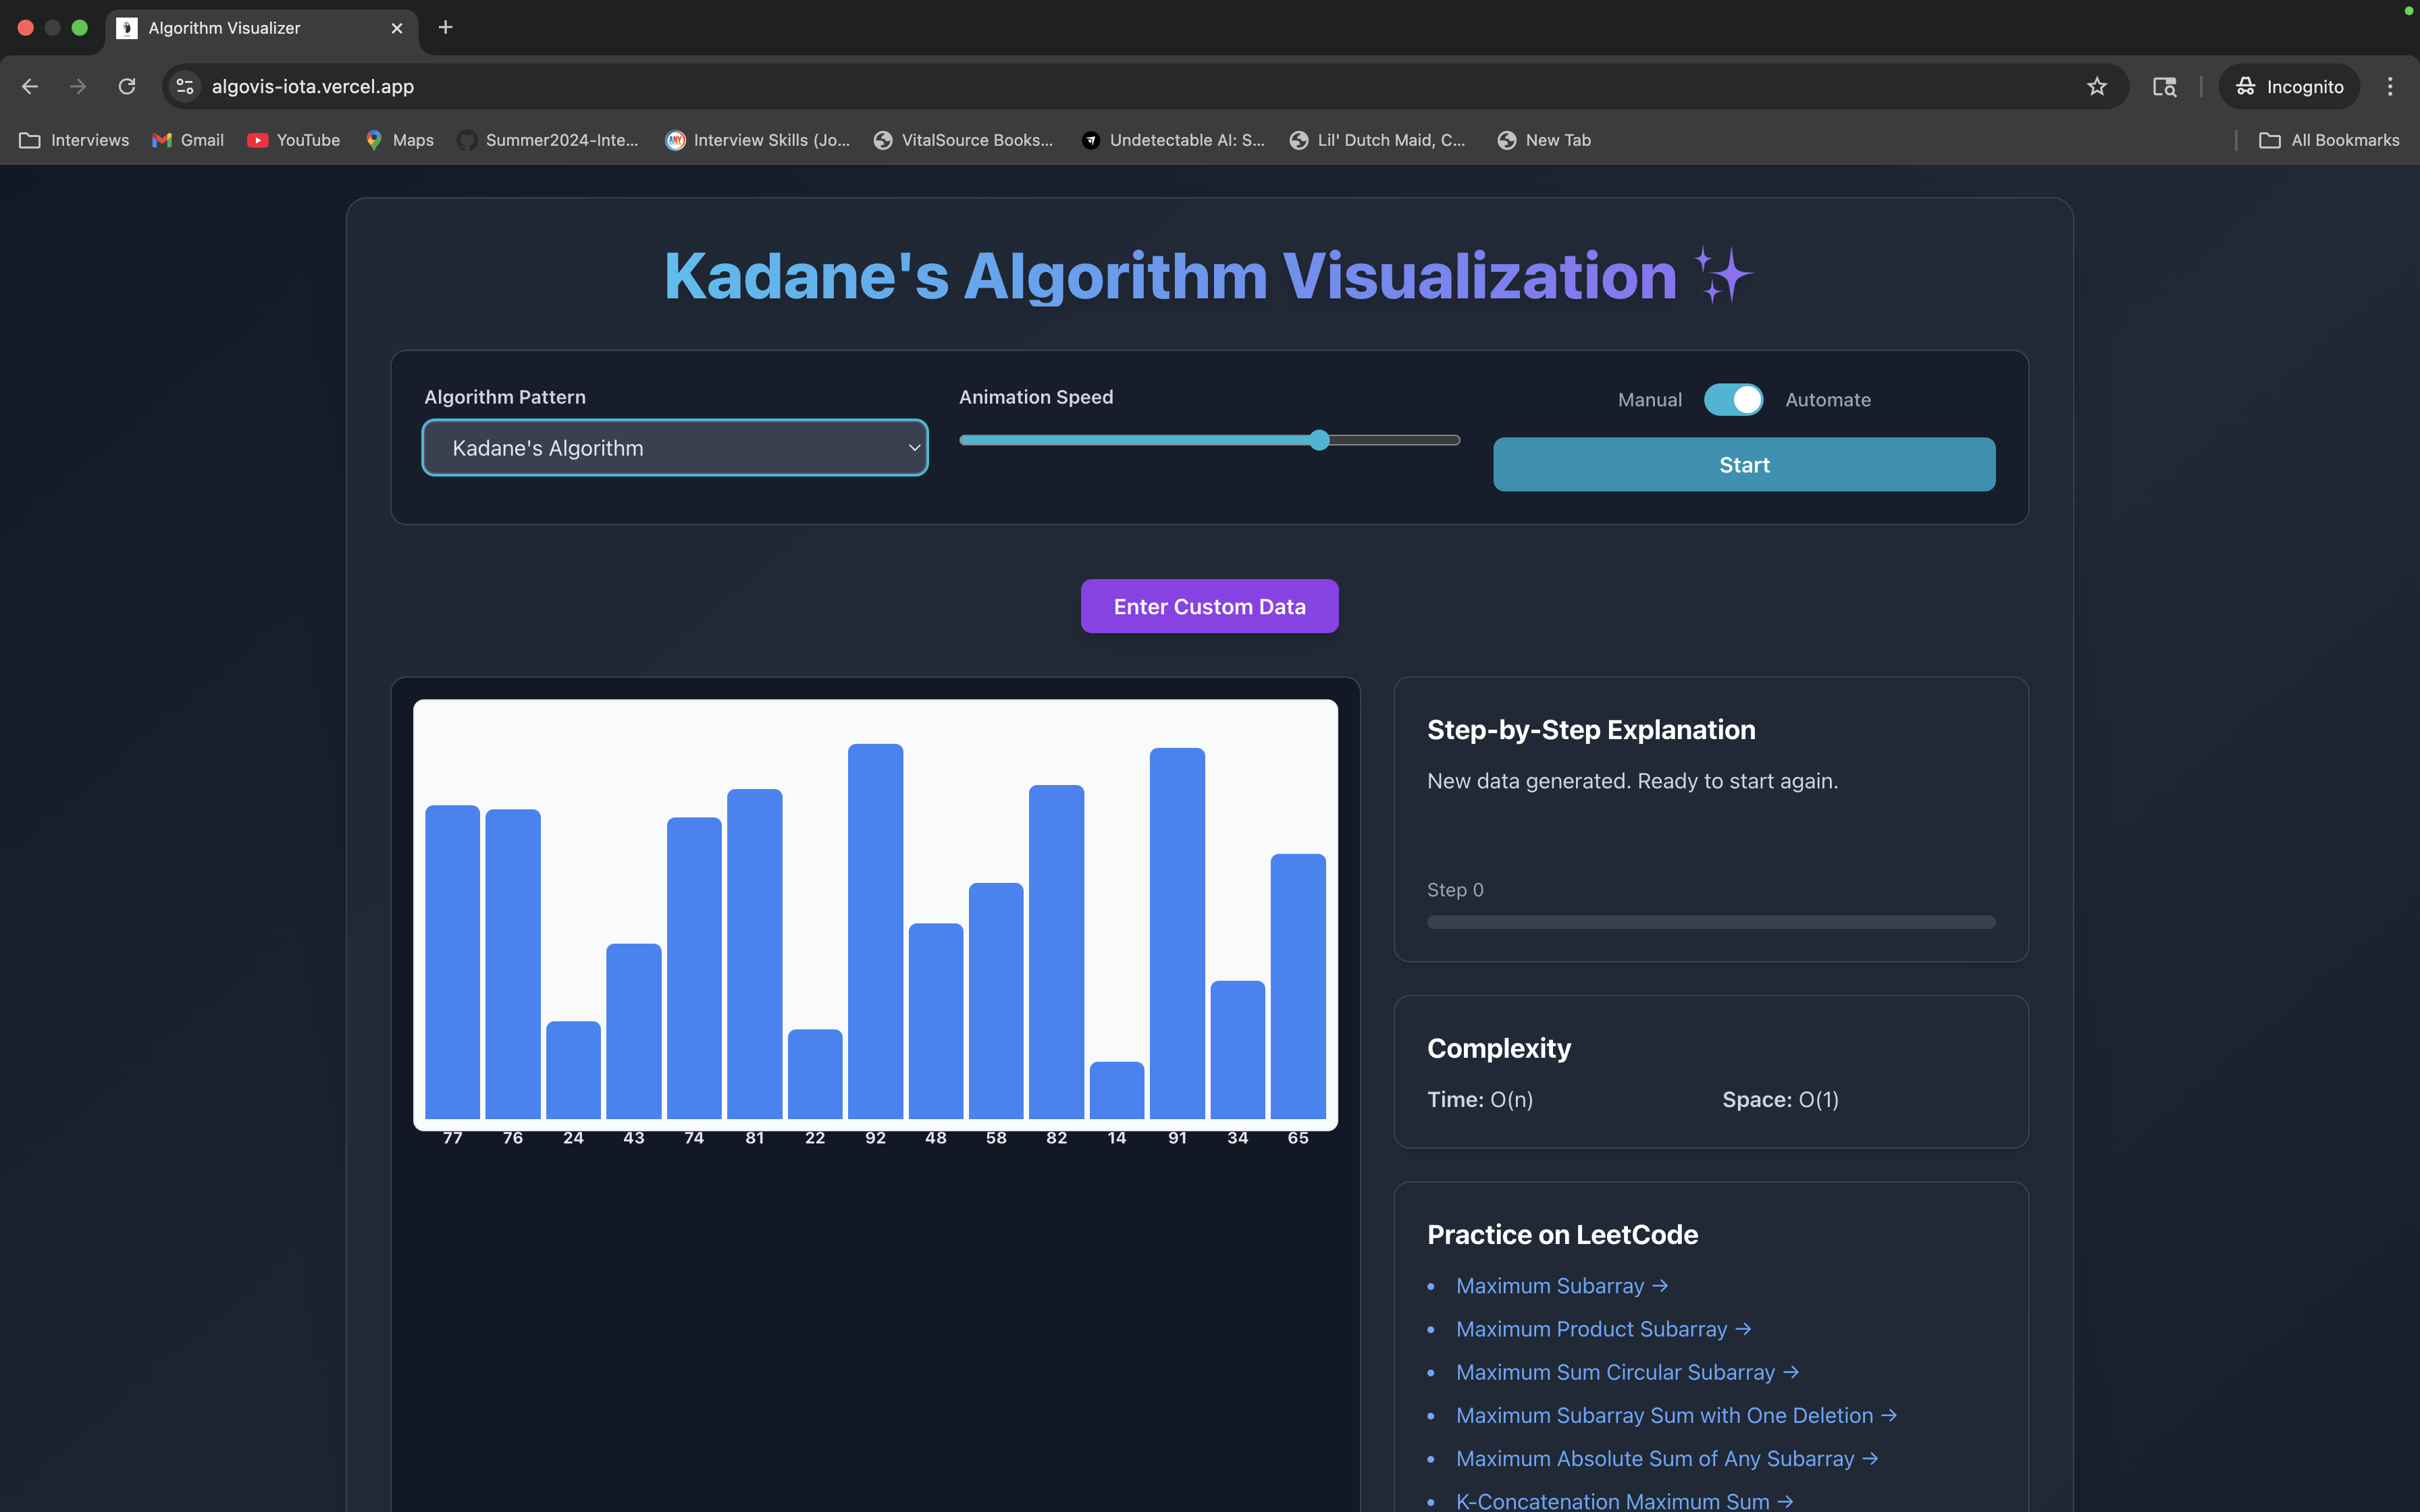 Algorithm Visualizer
algovis-iota.vercel.app
Incognito
Interviews
Gmail
YouTube
Maps
Summer2024-Inte...
Interview Skills (Jo...
VitalSource Books...
Undetectable AI: S...
Lil' Dutch Maid, C...
New Tab
All Bookmarks
Kadane's Algorithm Visualization
Algorithm Pattern
Kadane's Algorithm
Animation Speed
Manual
Automate
Start
Enter Custom Data
77 76 24 43 74 81 22 92 48 58 82 14 91 34 65
Step-by-Step Explanation
New data generated. Ready to start again.
Step 0
Complexity
Time: O(n)
Space: O(1)
Practice on LeetCode
• Maximum Subarray →
• Maximum Product Subarray →
• Maximum Sum Circular Subarray →
• Maximum Subarray Sum with One Deletion →
• Maximum Absolute Sum of Any Subarray →
• K-Concatenation Maximum Sum →